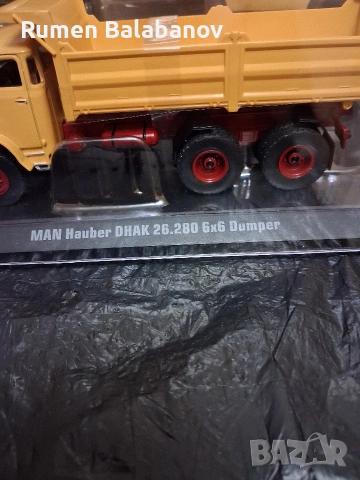 Rumen Balabanov
MAN Hauber DHAK 26.280 6x6 Dumper
BAZAR